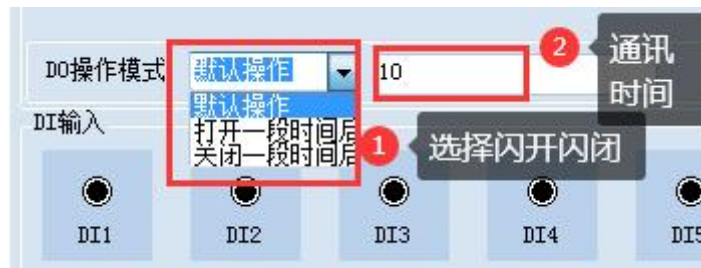 DO操作模式 默认操作 10
默认操作
打开一段时间后
关闭一段时间后
2 通讯
时间
1 选择闪开闪闭
DI输入
DI1 DI2 DI3 DI4 DI5